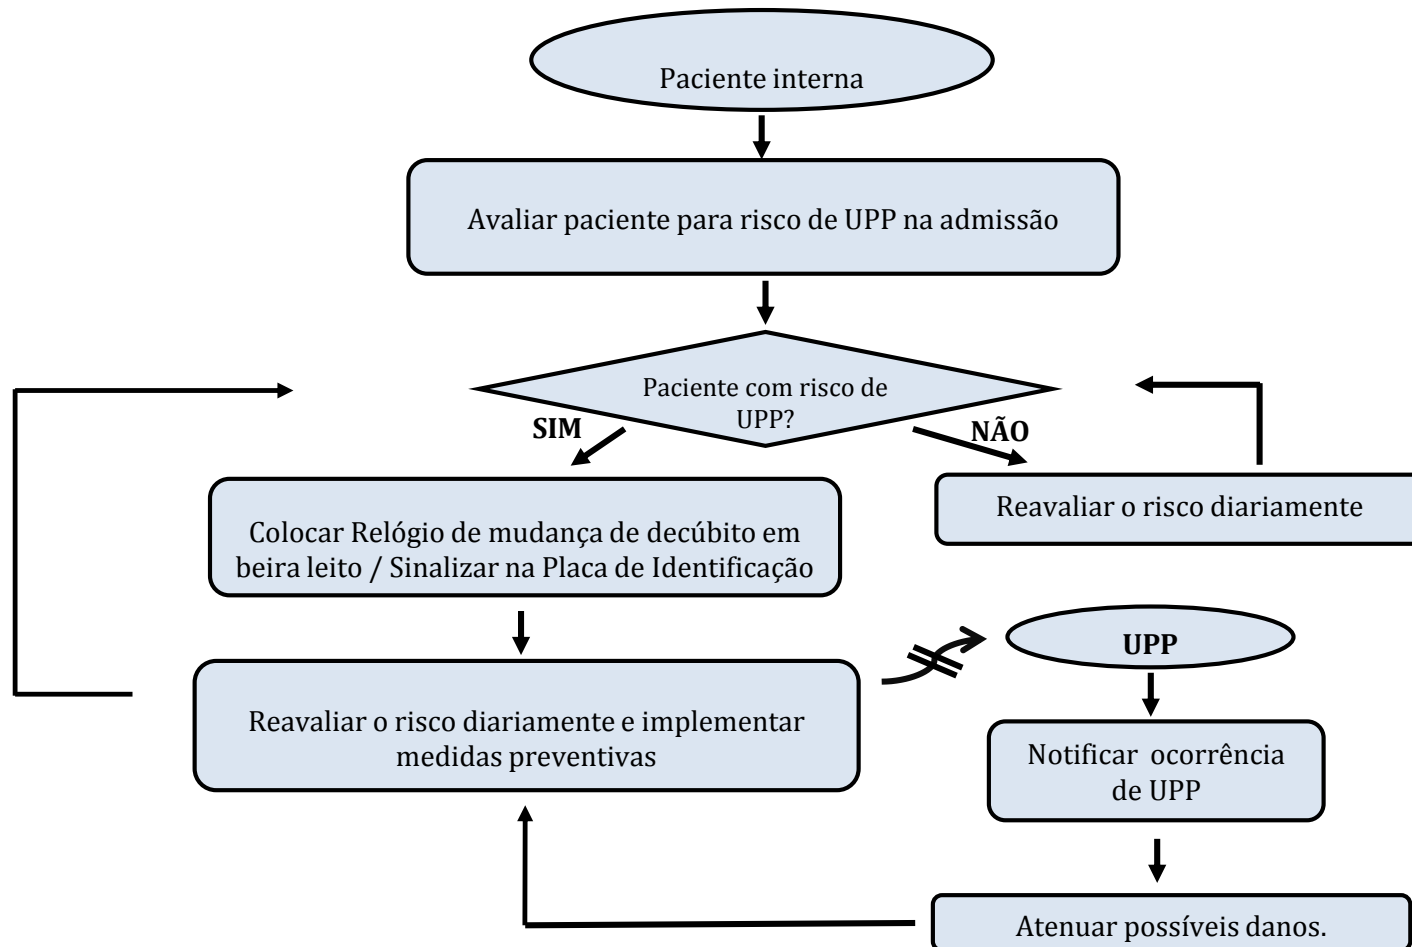 Paciente interna
Avaliar paciente para risco de UPP na admissão
Paciente com risco de
UPP?
SIM
NÃO
Colocar Relógio de mudança de decúbito em
beira leito / Sinalizar na Placa de Identificação
Reavaliar o risco diariamente
Reavaliar o risco diariamente e implementar
medidas preventivas
UPP
Notificar ocorrência
de UPP
Atenuar possíveis danos.